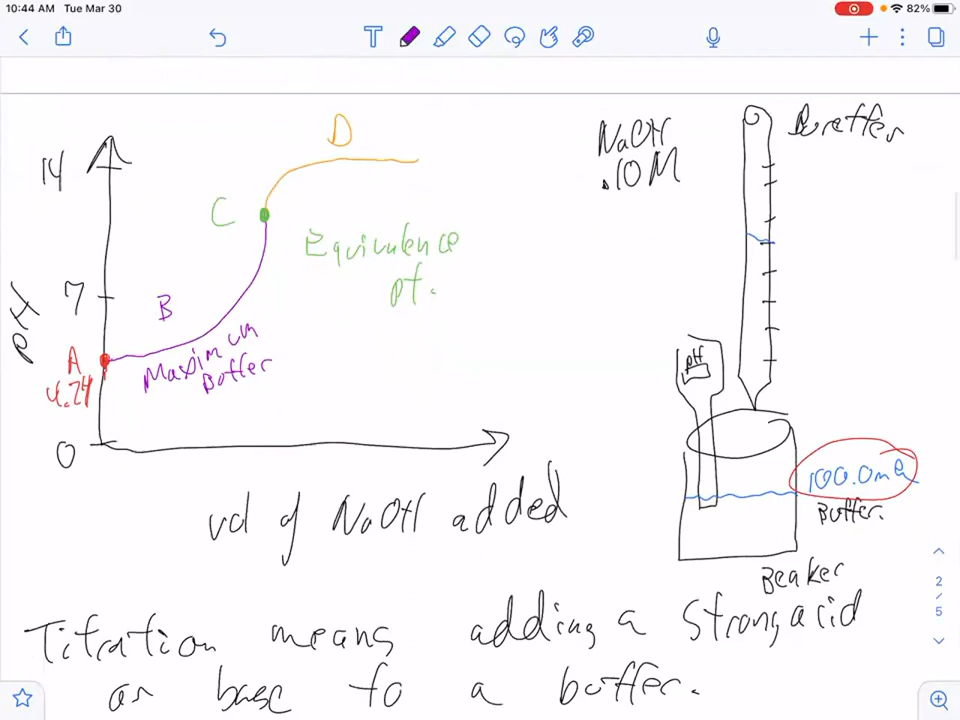 10:44 AM Tue Mar 30
82%
D
NaOH
.10M
Bureffer
14
C
Equivalence
pt.
7
B
pH
A
4.74
Maximum
Buffer
pH
0
100.0mL
Buffer.
vol of NaOH added
Beaker
2
/
5
Titration means adding a strong acid
or base to a buffer.